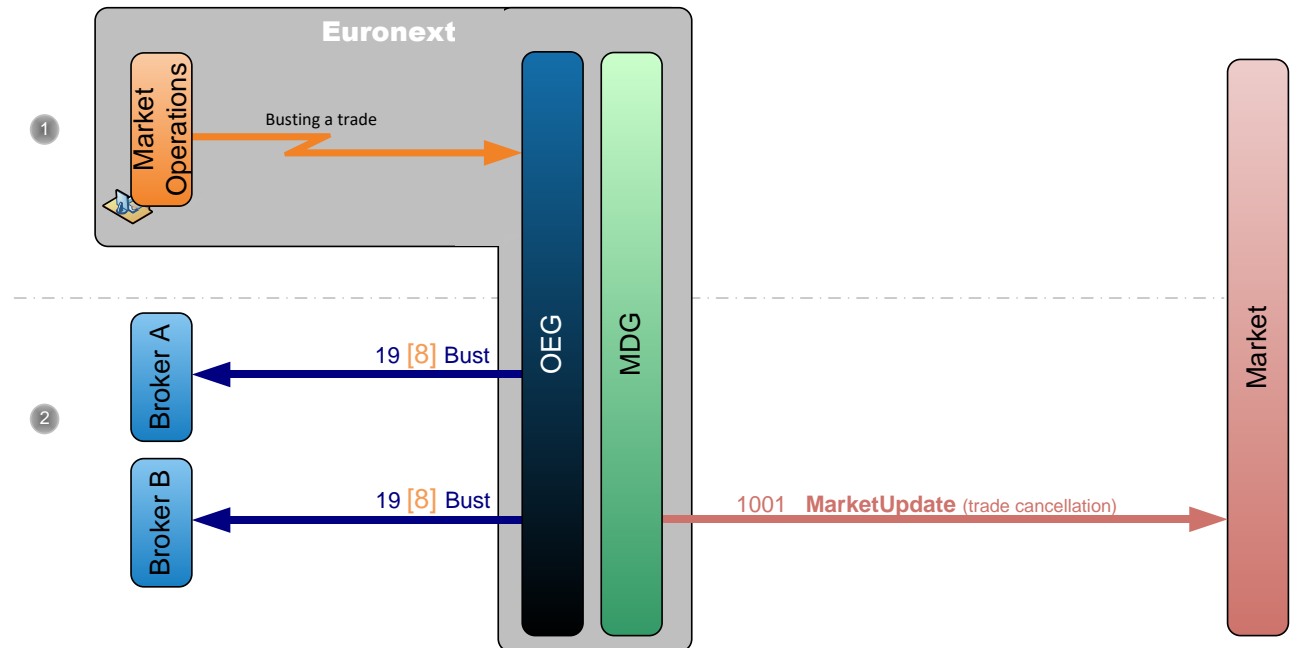 Euronext
1
Market
Operations
Busting a trade
OEG
MDG
Market
2
Broker A
19 [8] Bust
Broker B
19 [8] Bust
1001 MarketUpdate (trade cancellation)